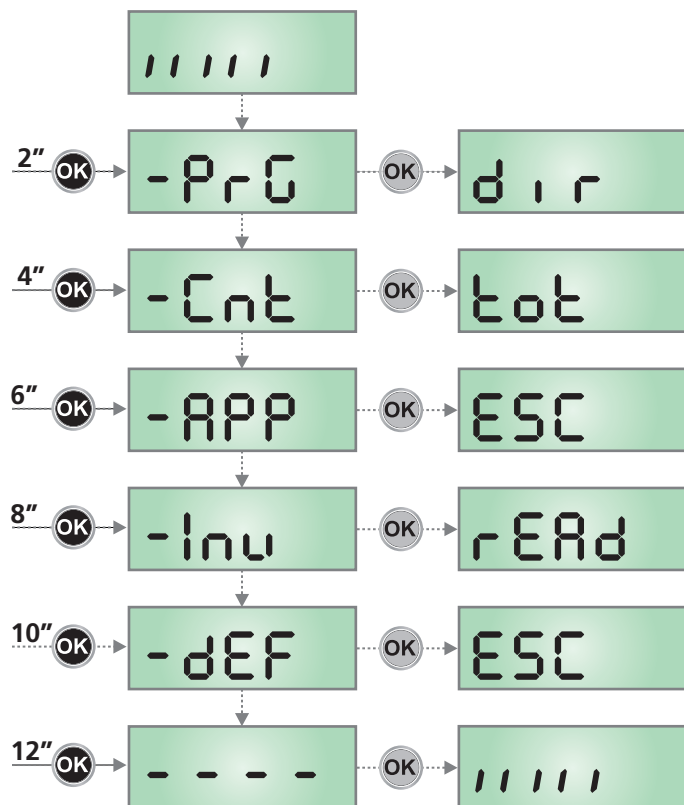 ı ı ı ı ı
2″ OK -PrG OK dir
4″ OK -Cnt OK tot
6″ OK -APP OK ESC
8″ OK -Inv OK rEAd
10″ OK -dEF OK ESC
12″ OK - - - - OK ı ı ı ı ı